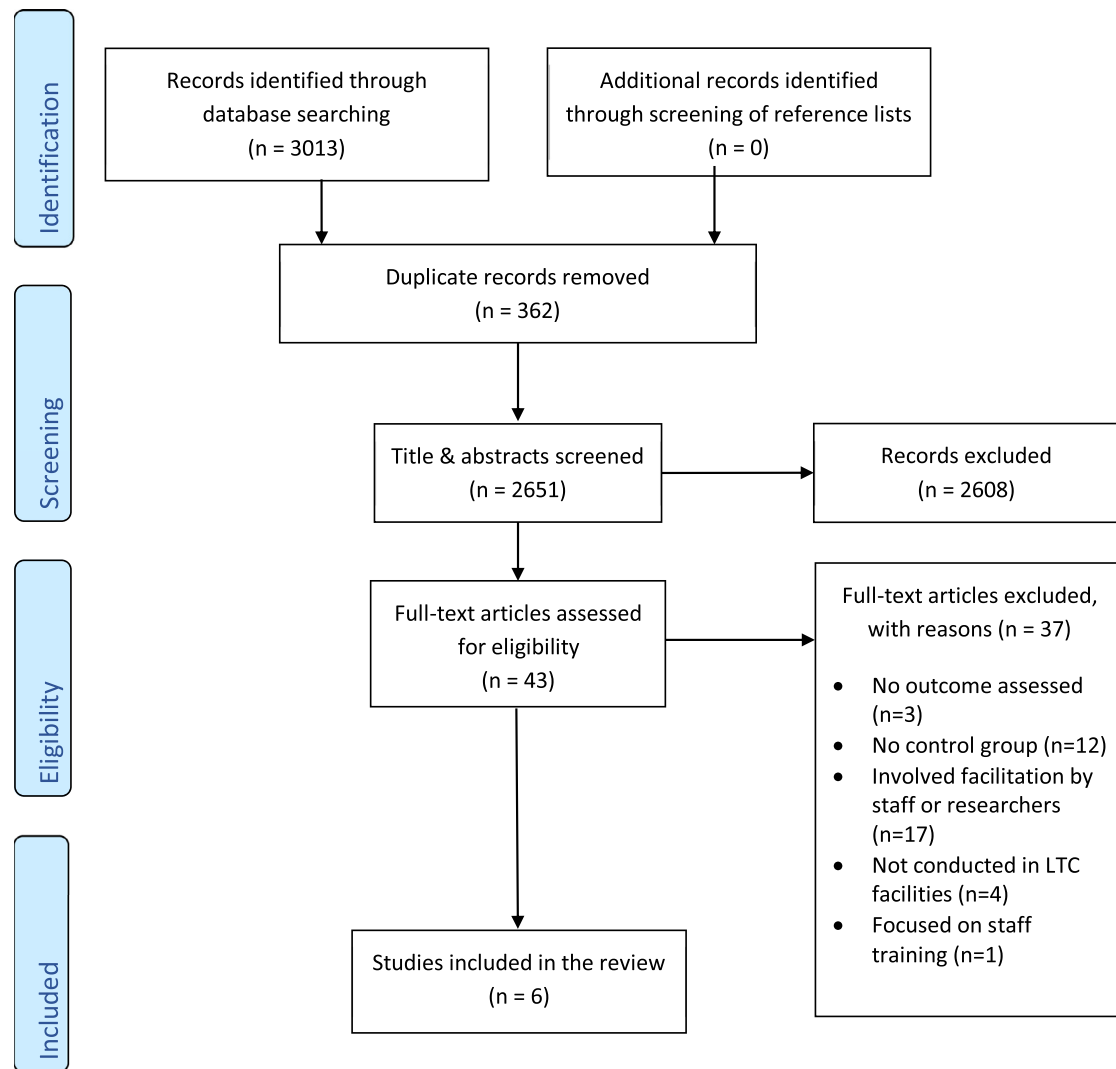 Identification
Records identified through
database searching
(n = 3013)
Additional records identified
through screening of reference lists
(n = 0)
Duplicate records removed
(n = 362)
Screening
Title & abstracts screened
(n = 2651)
Records excluded
(n = 2608)
Eligibility
Full-text articles assessed
for eligibility
(n = 43)
Full-text articles excluded,
with reasons (n = 37)
• No outcome assessed
(n=3)
• No control group (n=12)
• Involved facilitation by
staff or researchers
(n=17)
• Not conducted in LTC
facilities (n=4)
• Focused on staff
training (n=1)
Included
Studies included in the review
(n = 6)